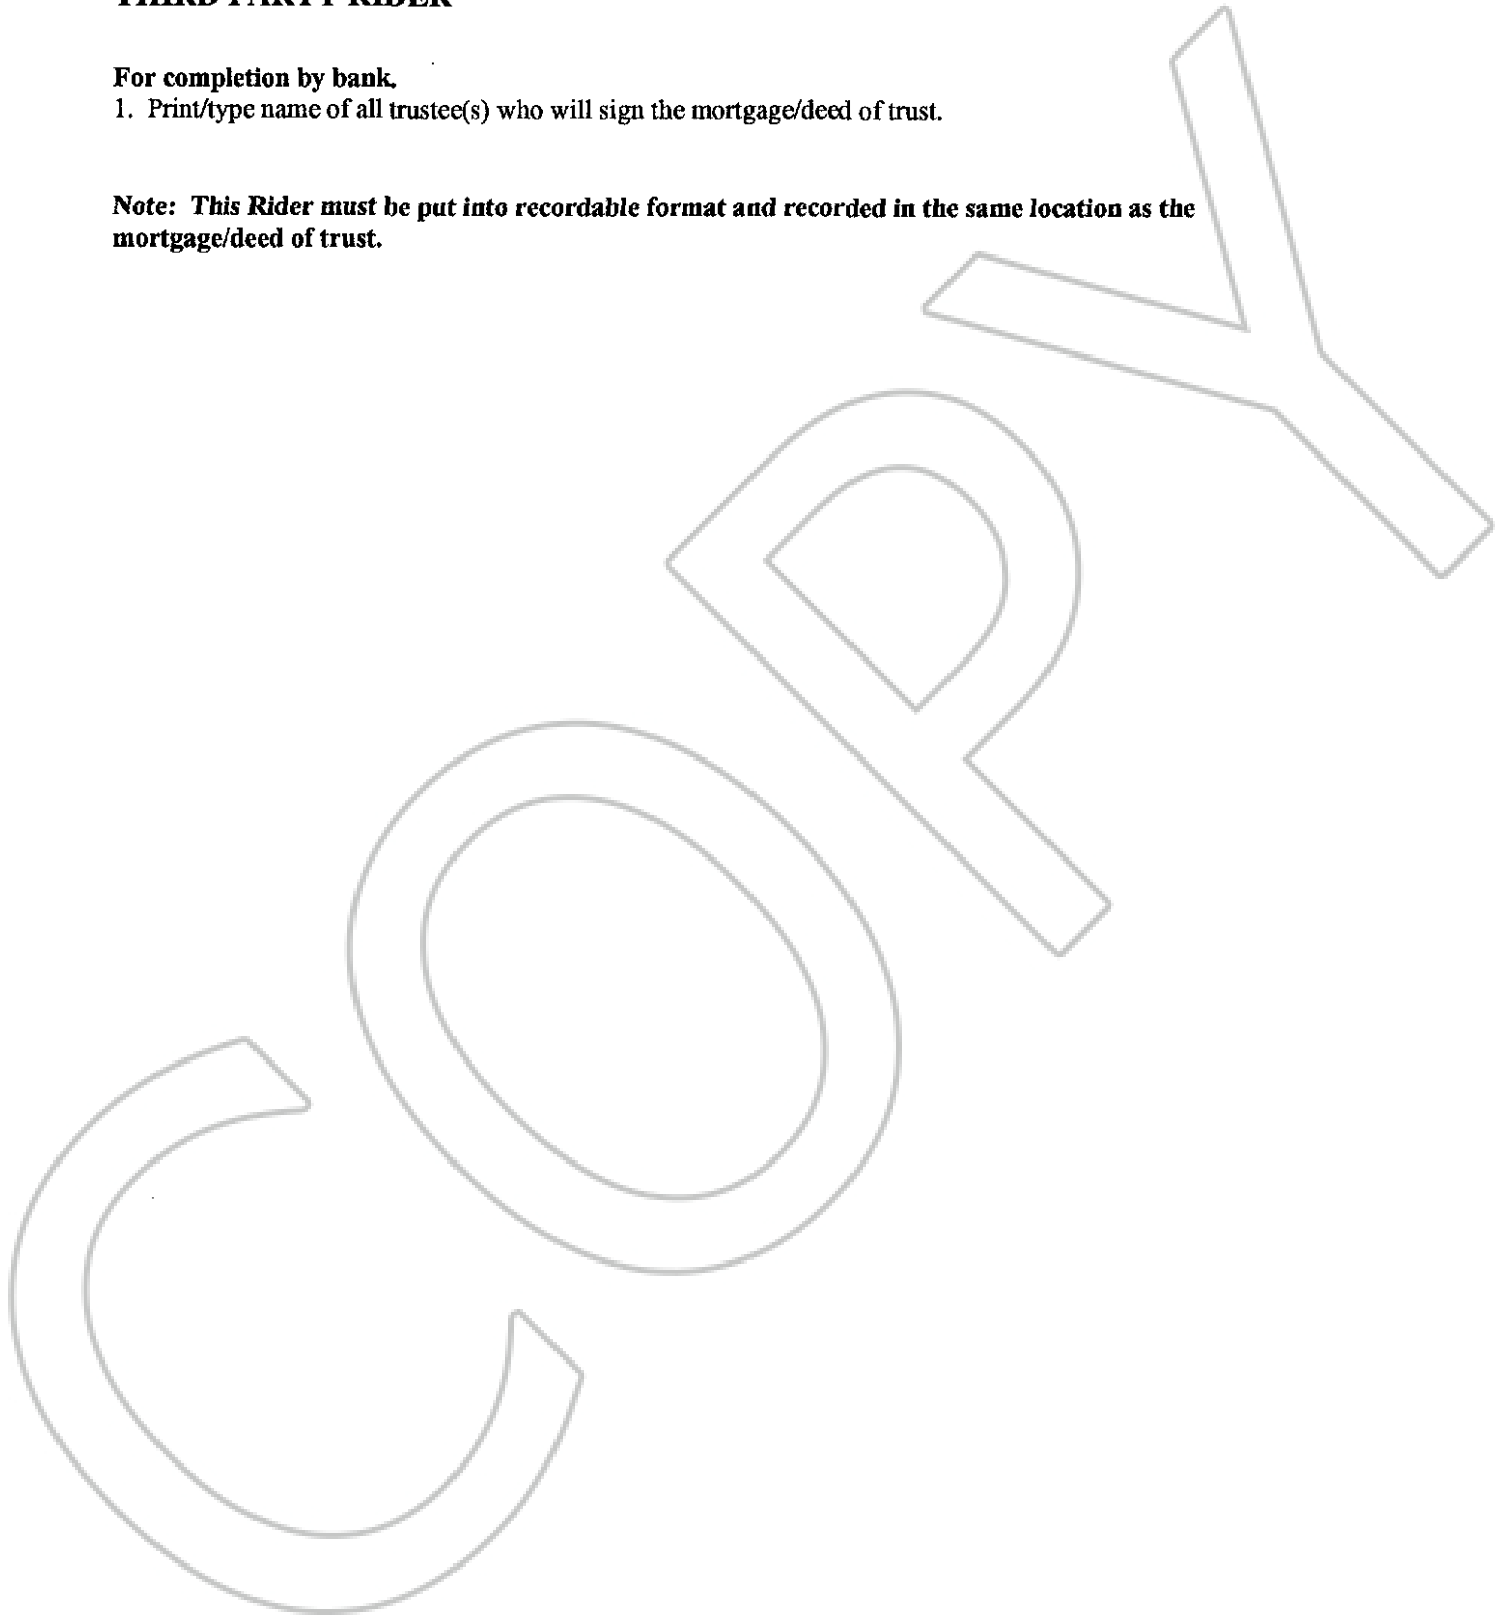 THIRD PARTY RIDER
For completion by bank.
1. Print/type name of all trustee(s) who will sign the mortgage/deed of trust.
Note: This Rider must be put into recordable format and recorded in the same location as the
mortgage/deed of trust.
COPY